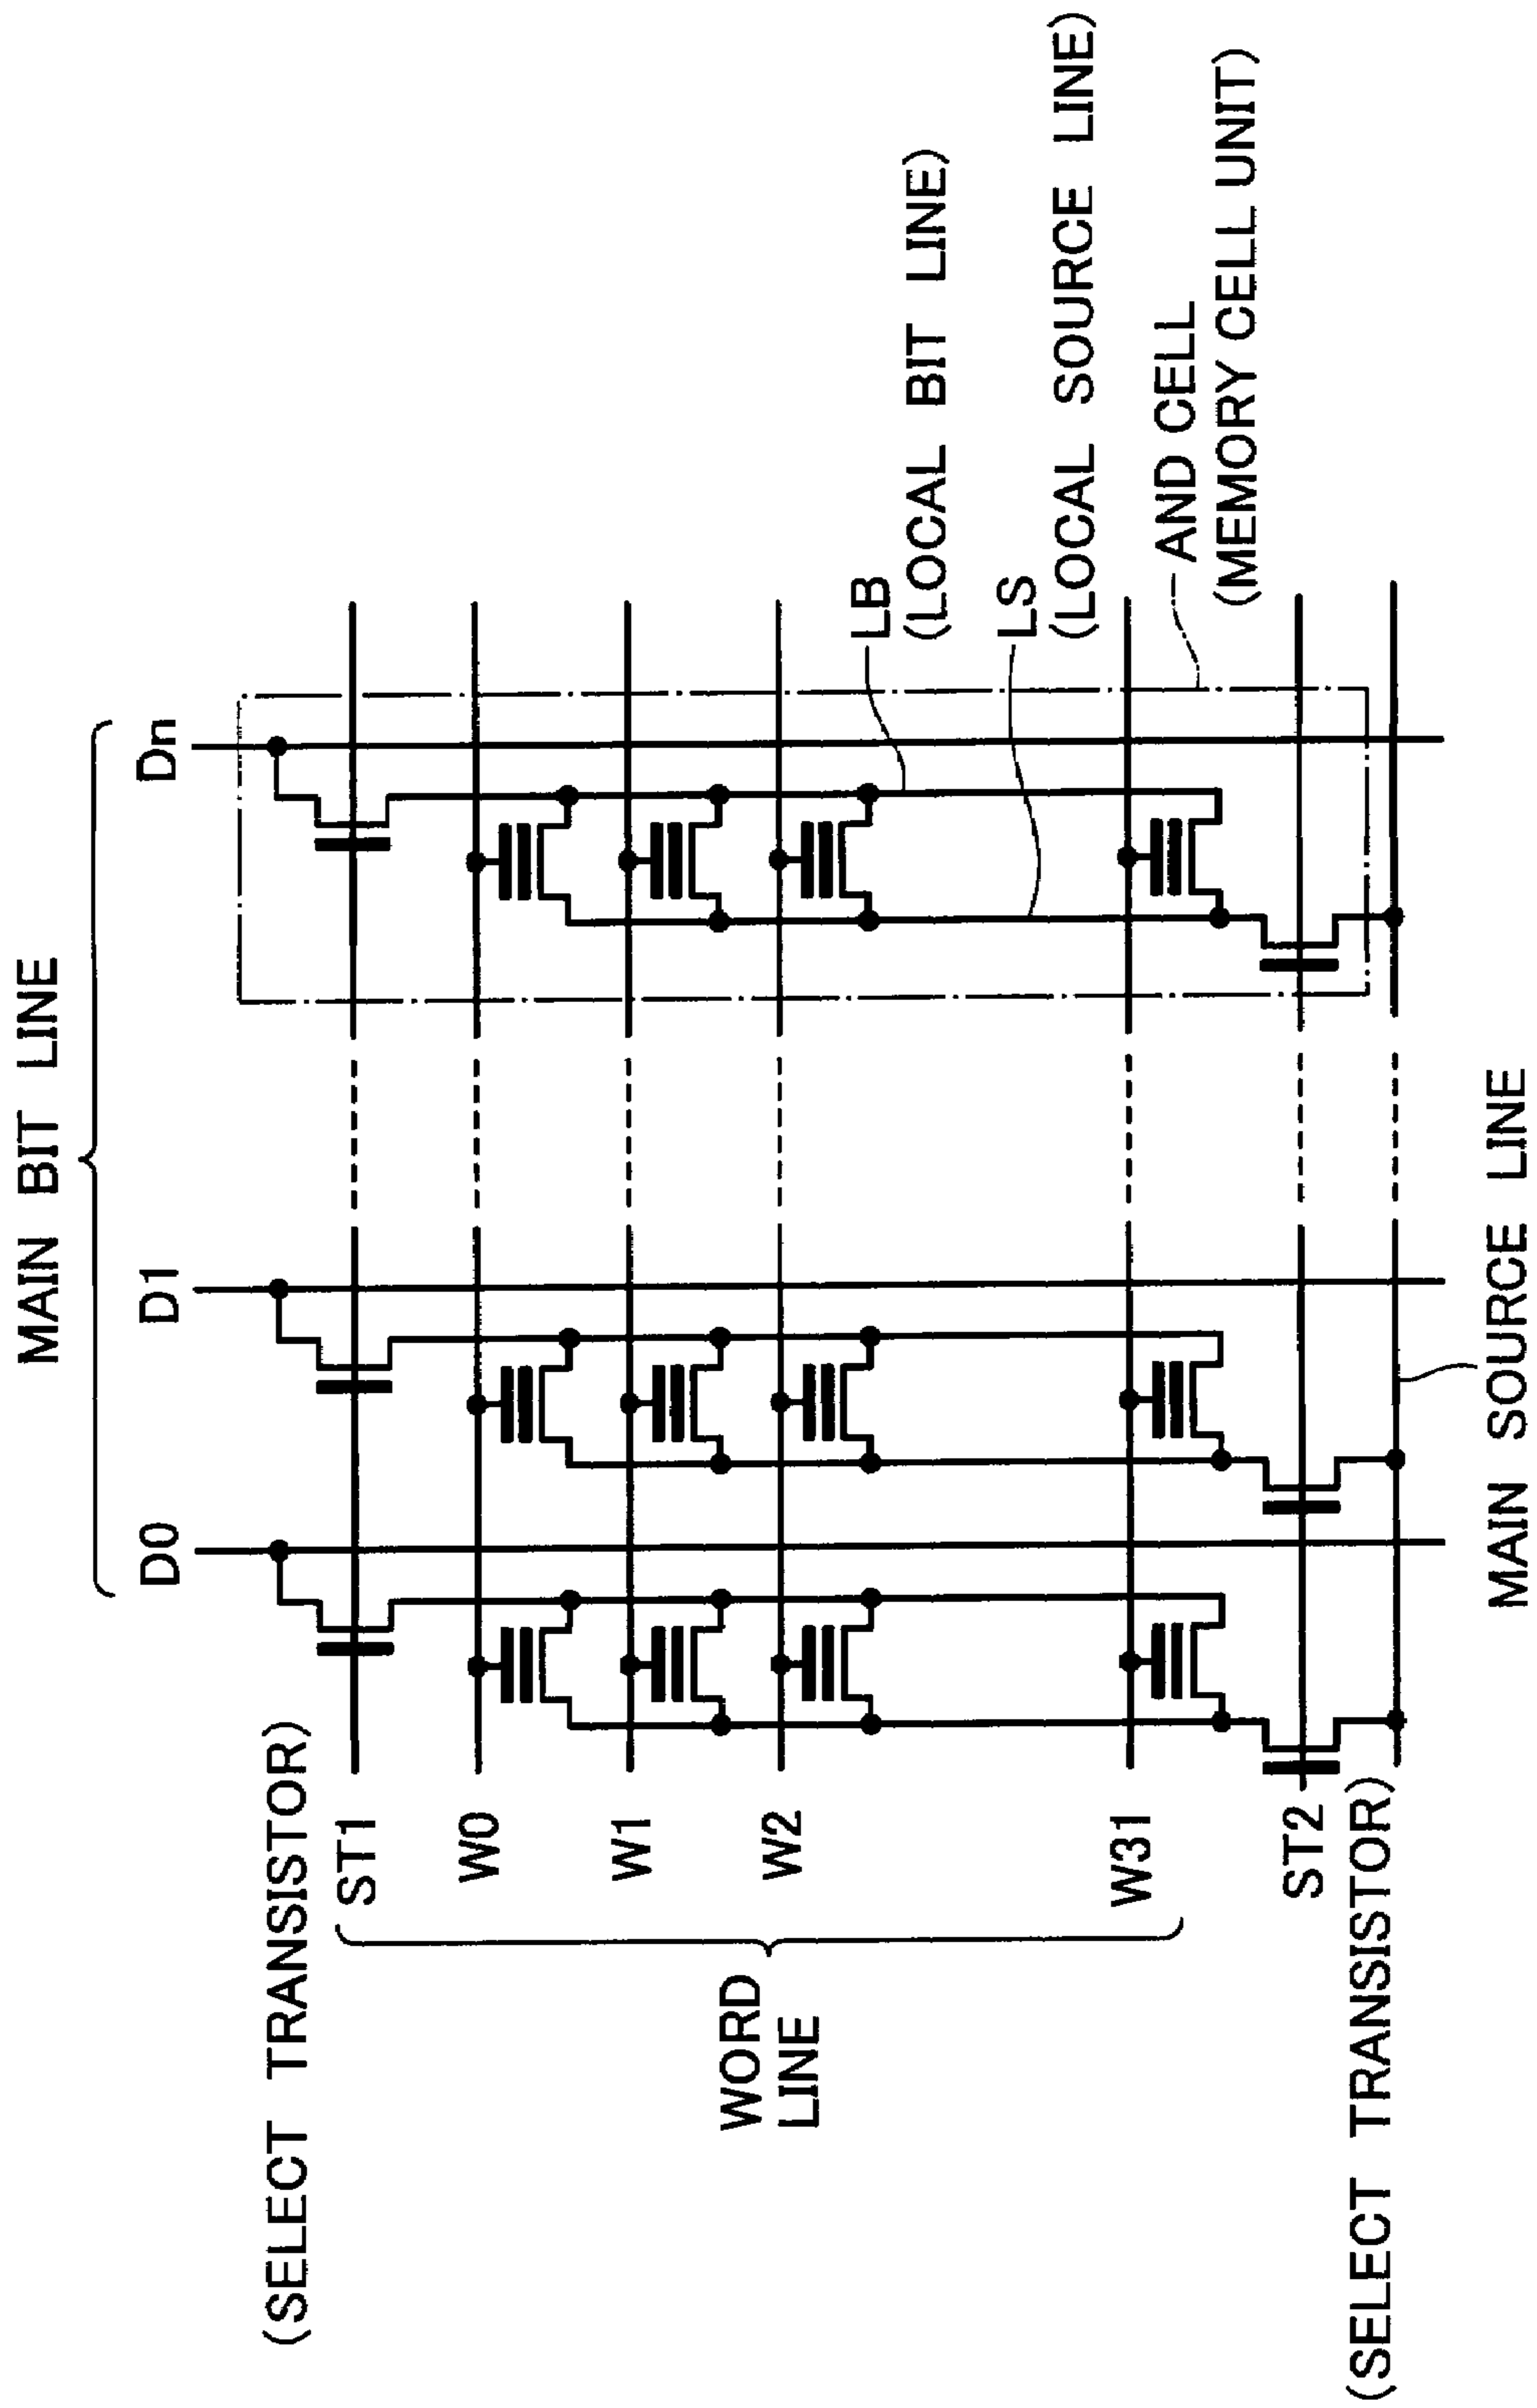 MAIN BIT LINE
D0
D1
Dn
(SELECT TRANSISTOR)
ST1
W0
W1
W2
W31
WORD
LINE
ST2
(SELECT TRANSISTOR)
LB
(LOCAL BIT LINE)
LS
(LOCAL SOURCE LINE)
AND CELL
(MEMORY CELL UNIT)
MAIN SOURCE LINE